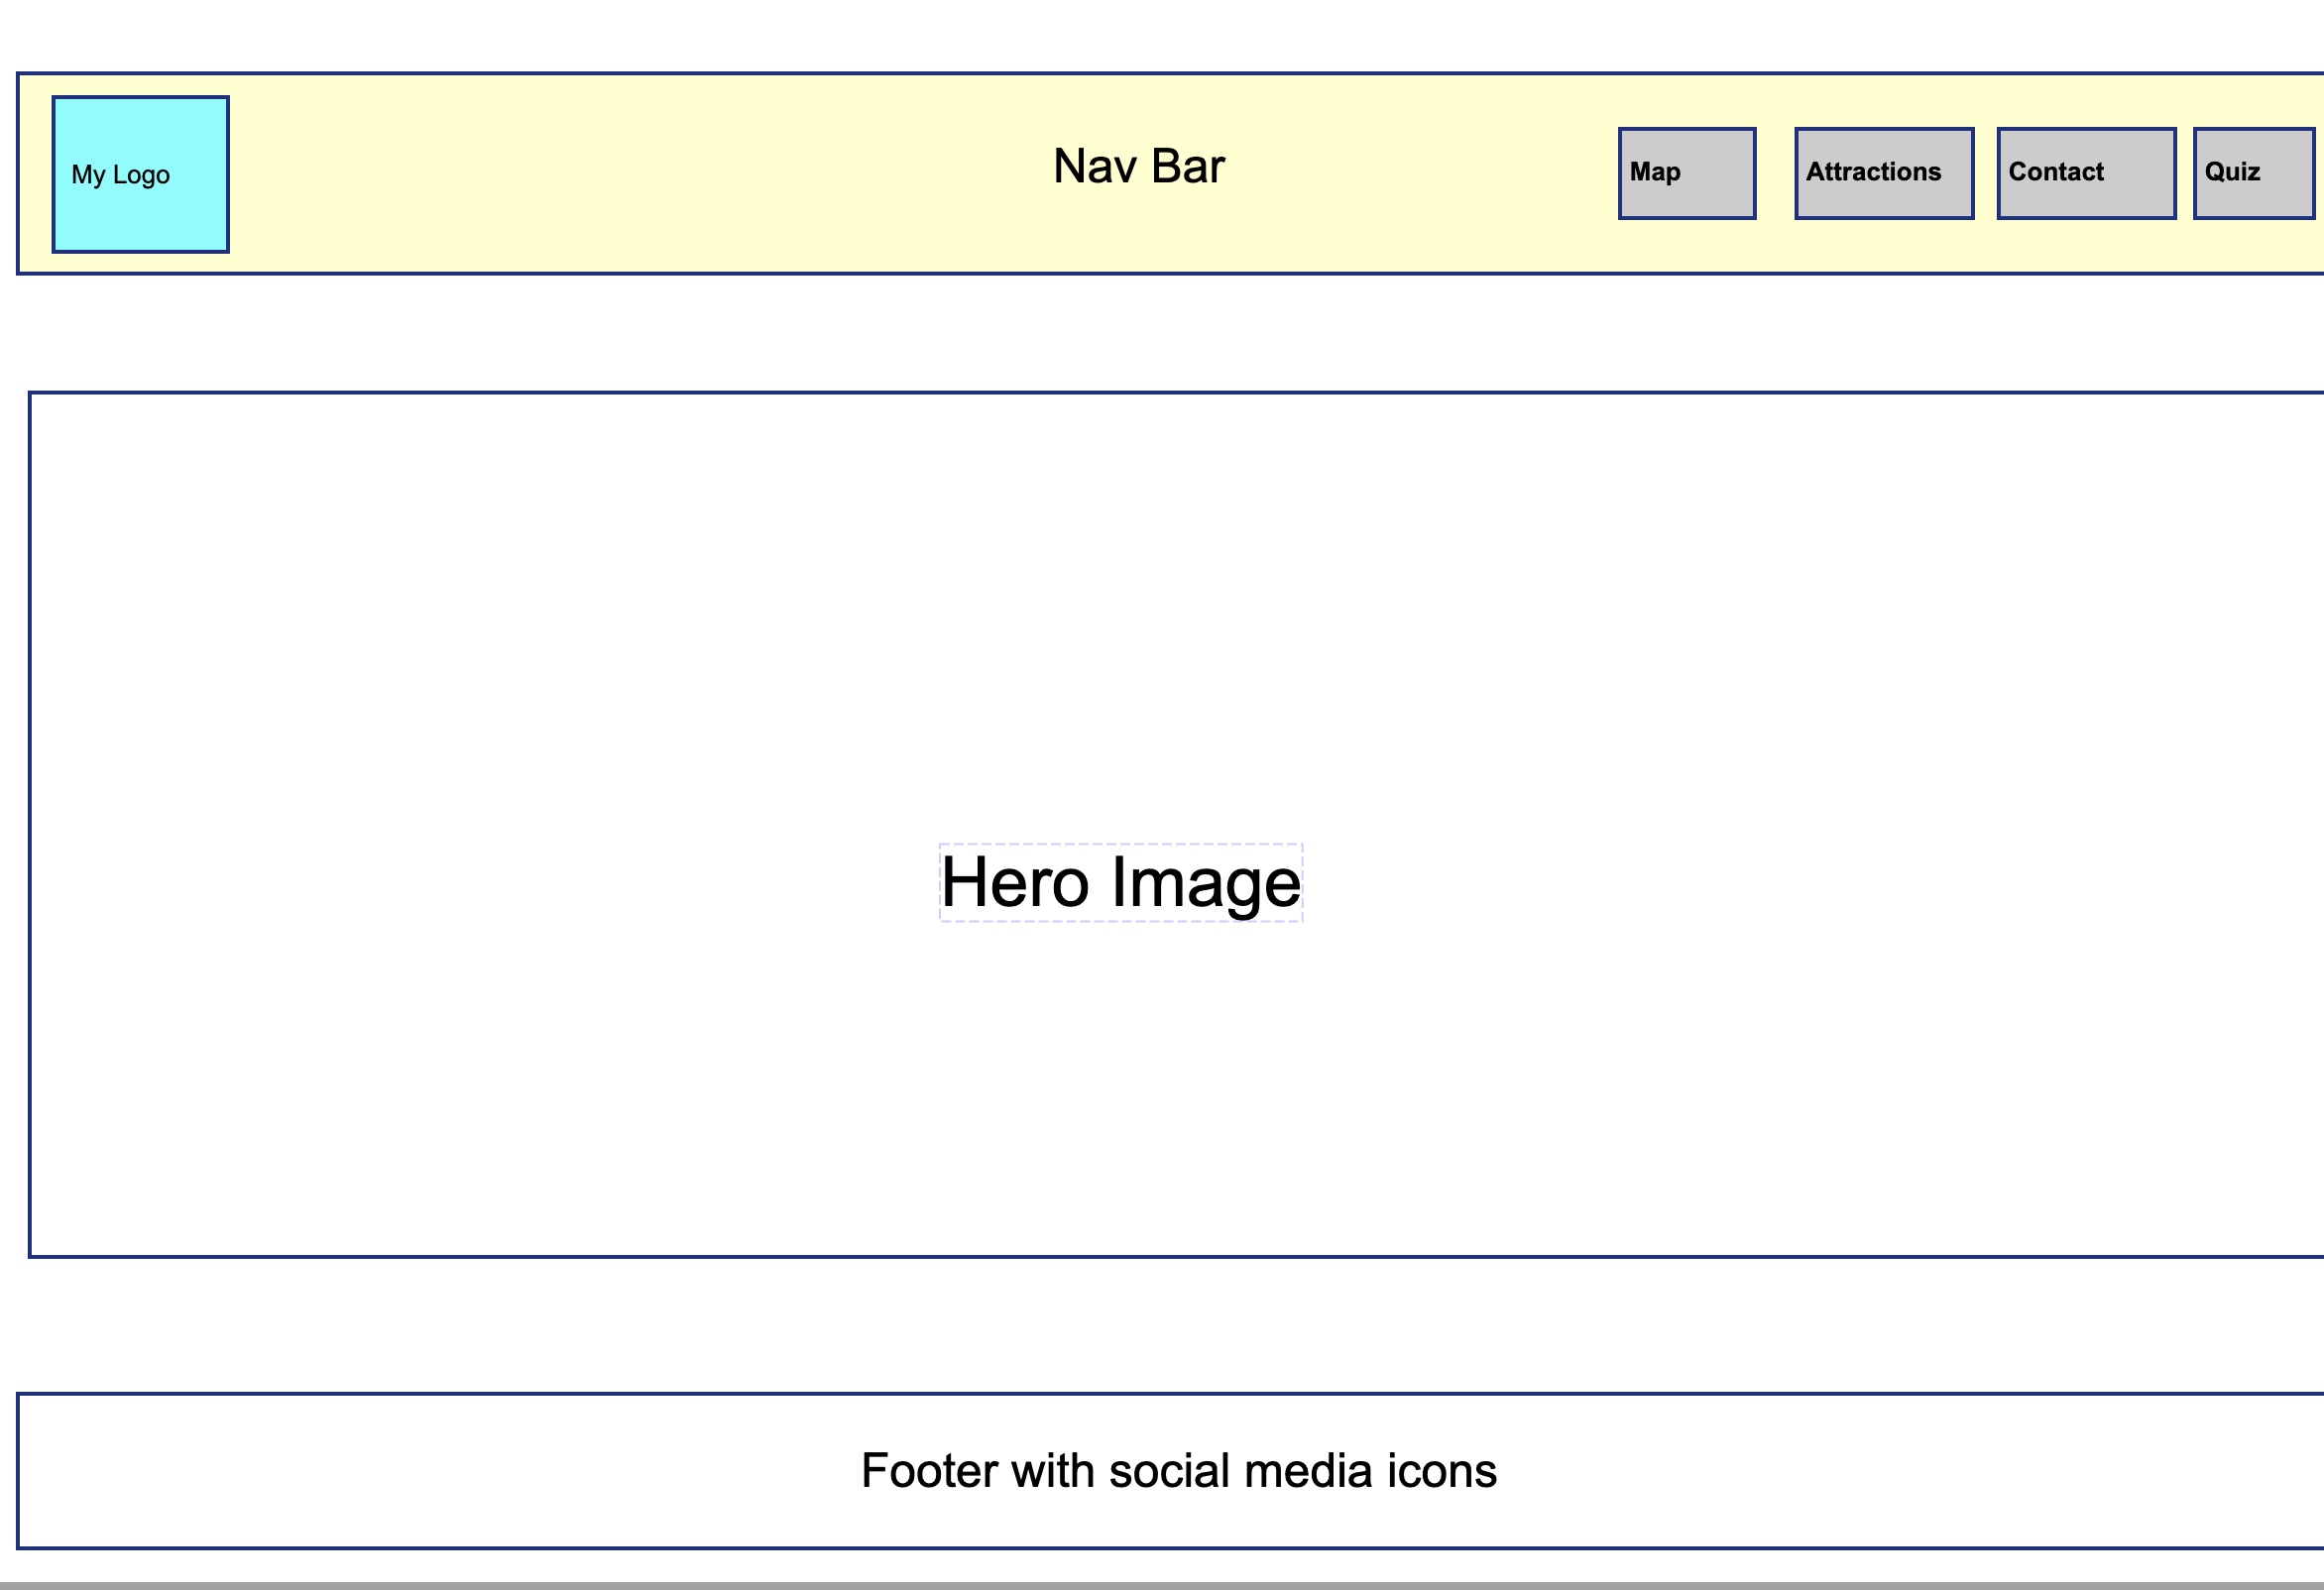 My Logo
Nav Bar
Map
Attractions
Contact
Quiz
Hero Image
Footer with social media icons